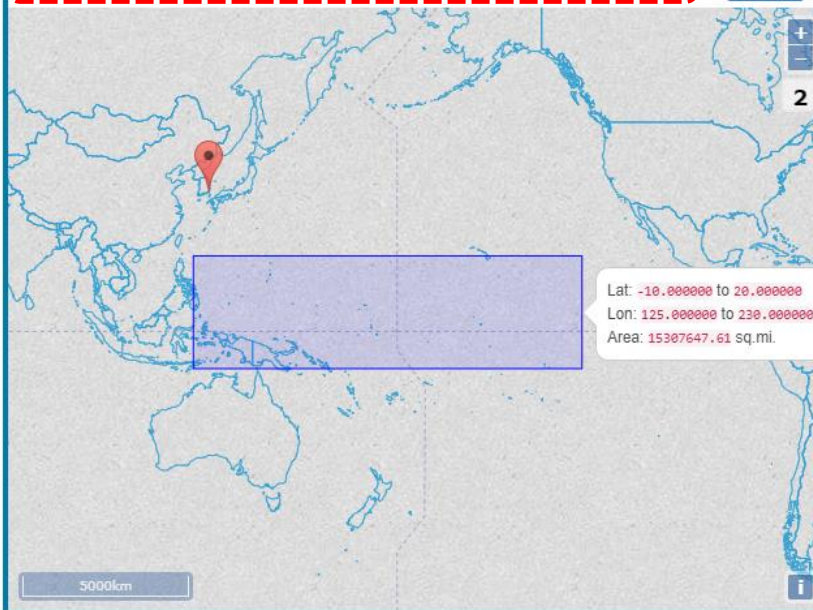 +
−
2
Lat: -10.000000 to 20.000000
Lon: 125.000000 to 230.000000
Area: 15307647.61 sq.mi.
5000km
i